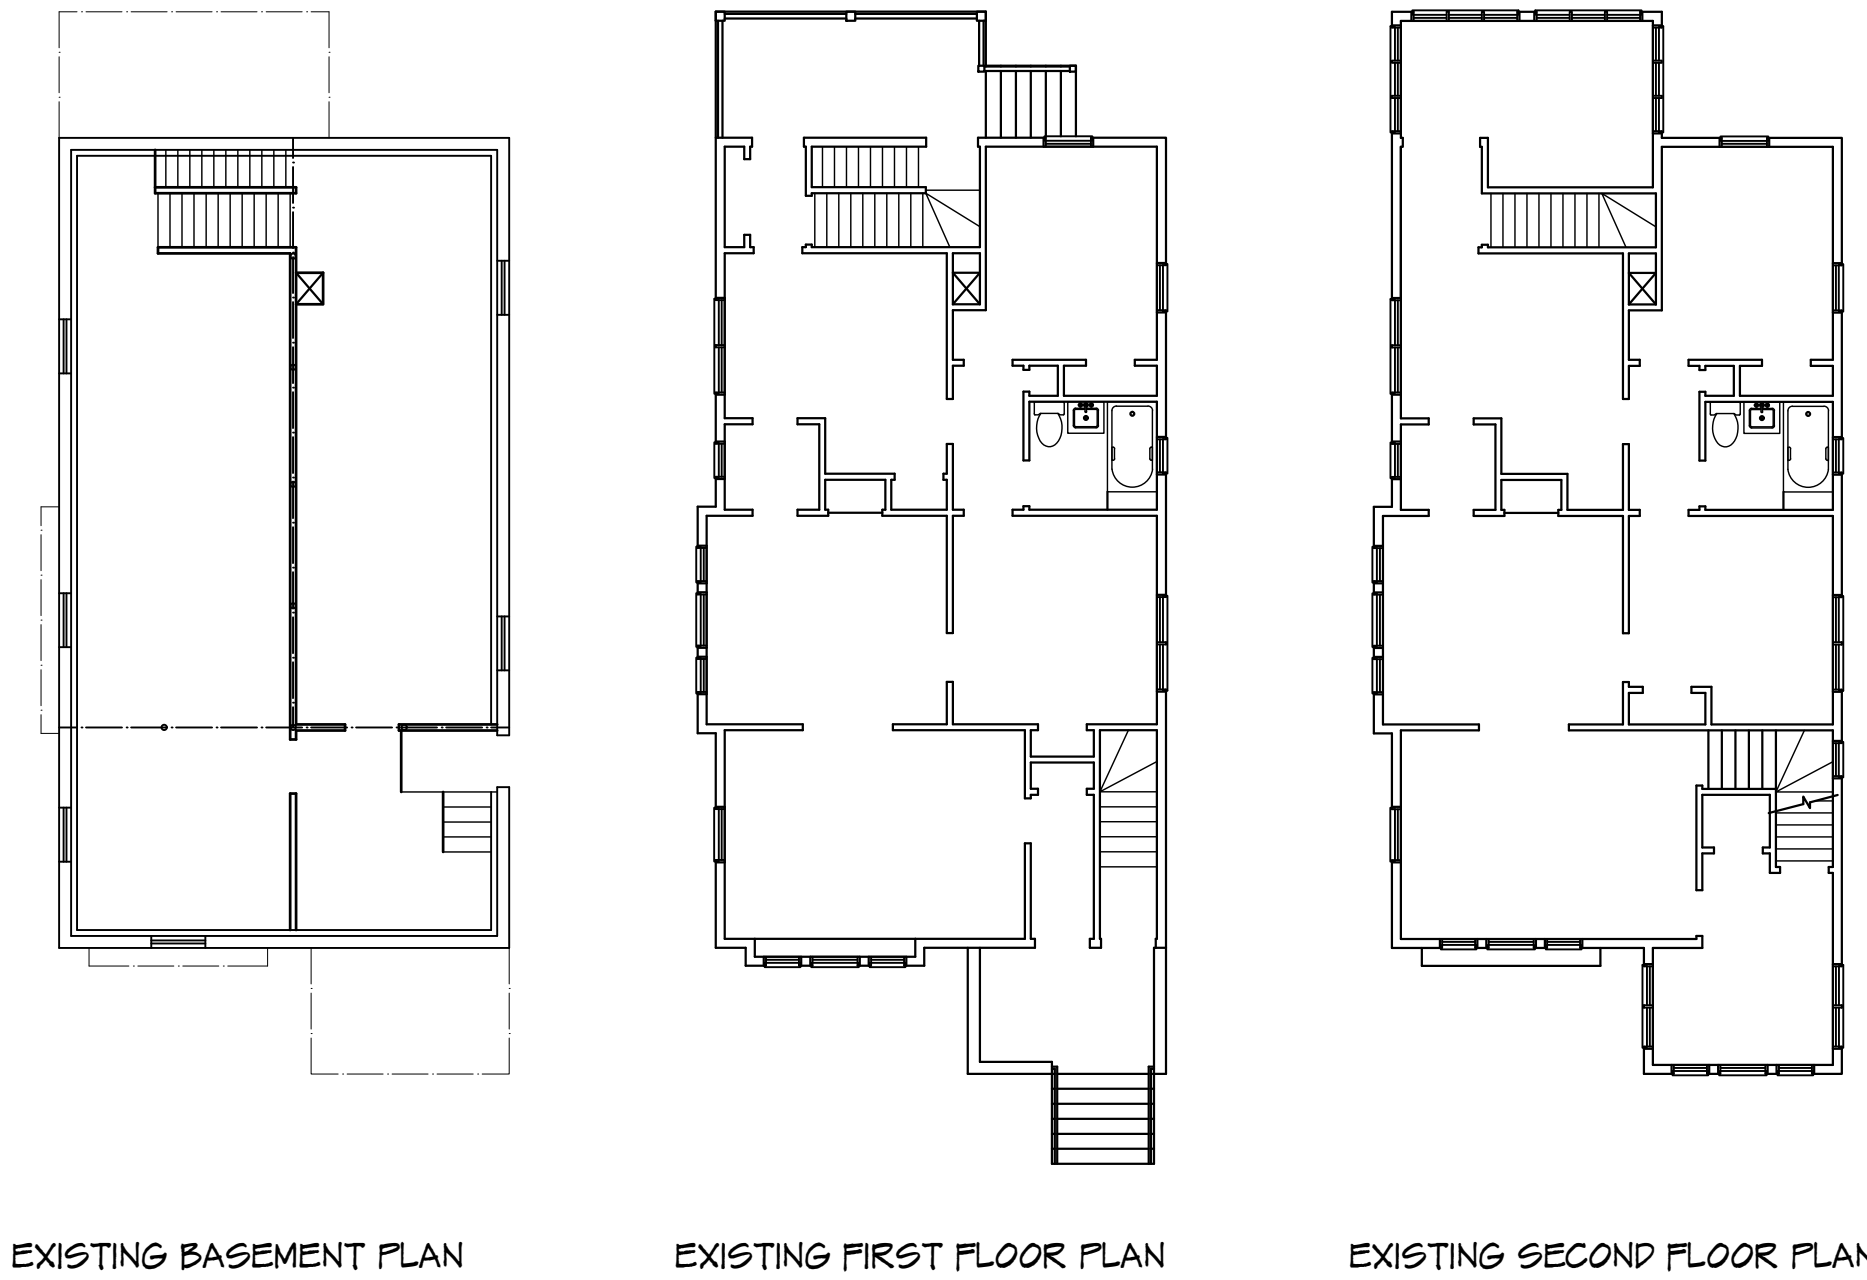 EXISTING BASEMENT PLAN
EXISTING FIRST FLOOR PLAN
EXISTING SECOND FLOOR PLAN